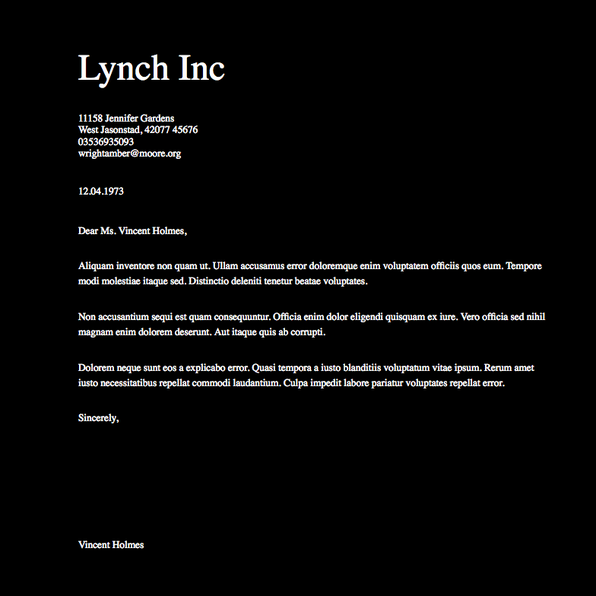 Lynch Inc
11158 Jennifer Gardens
West Jasonstad, 42077 45676
03536935093
wrightamber@moore.org
12.04.1973
Dear Ms. Vincent Holmes,
Aliquam inventore non quam ut. Ullam accusamus error doloremque enim voluptatem officiis quos eum. Tempore
modi molestiae itaque sed. Distinctio deleniti tenetur beatae voluptates.
Non accusantium sequi est quam consequuntur. Officia enim dolor eligendi quisquam ex iure. Vero officia sed nihil
magnam enim dolorem deserunt. Aut itaque quis ab corrupti.
Dolorem neque sunt eos a explicabo error. Quasi tempora a iusto blanditiis voluptatum vitae ipsum. Rerum amet
iusto necessitatibus repellat commodi laudantium. Culpa impedit labore pariatur voluptates repellat error.
Sincerely,
Vincent Holmes